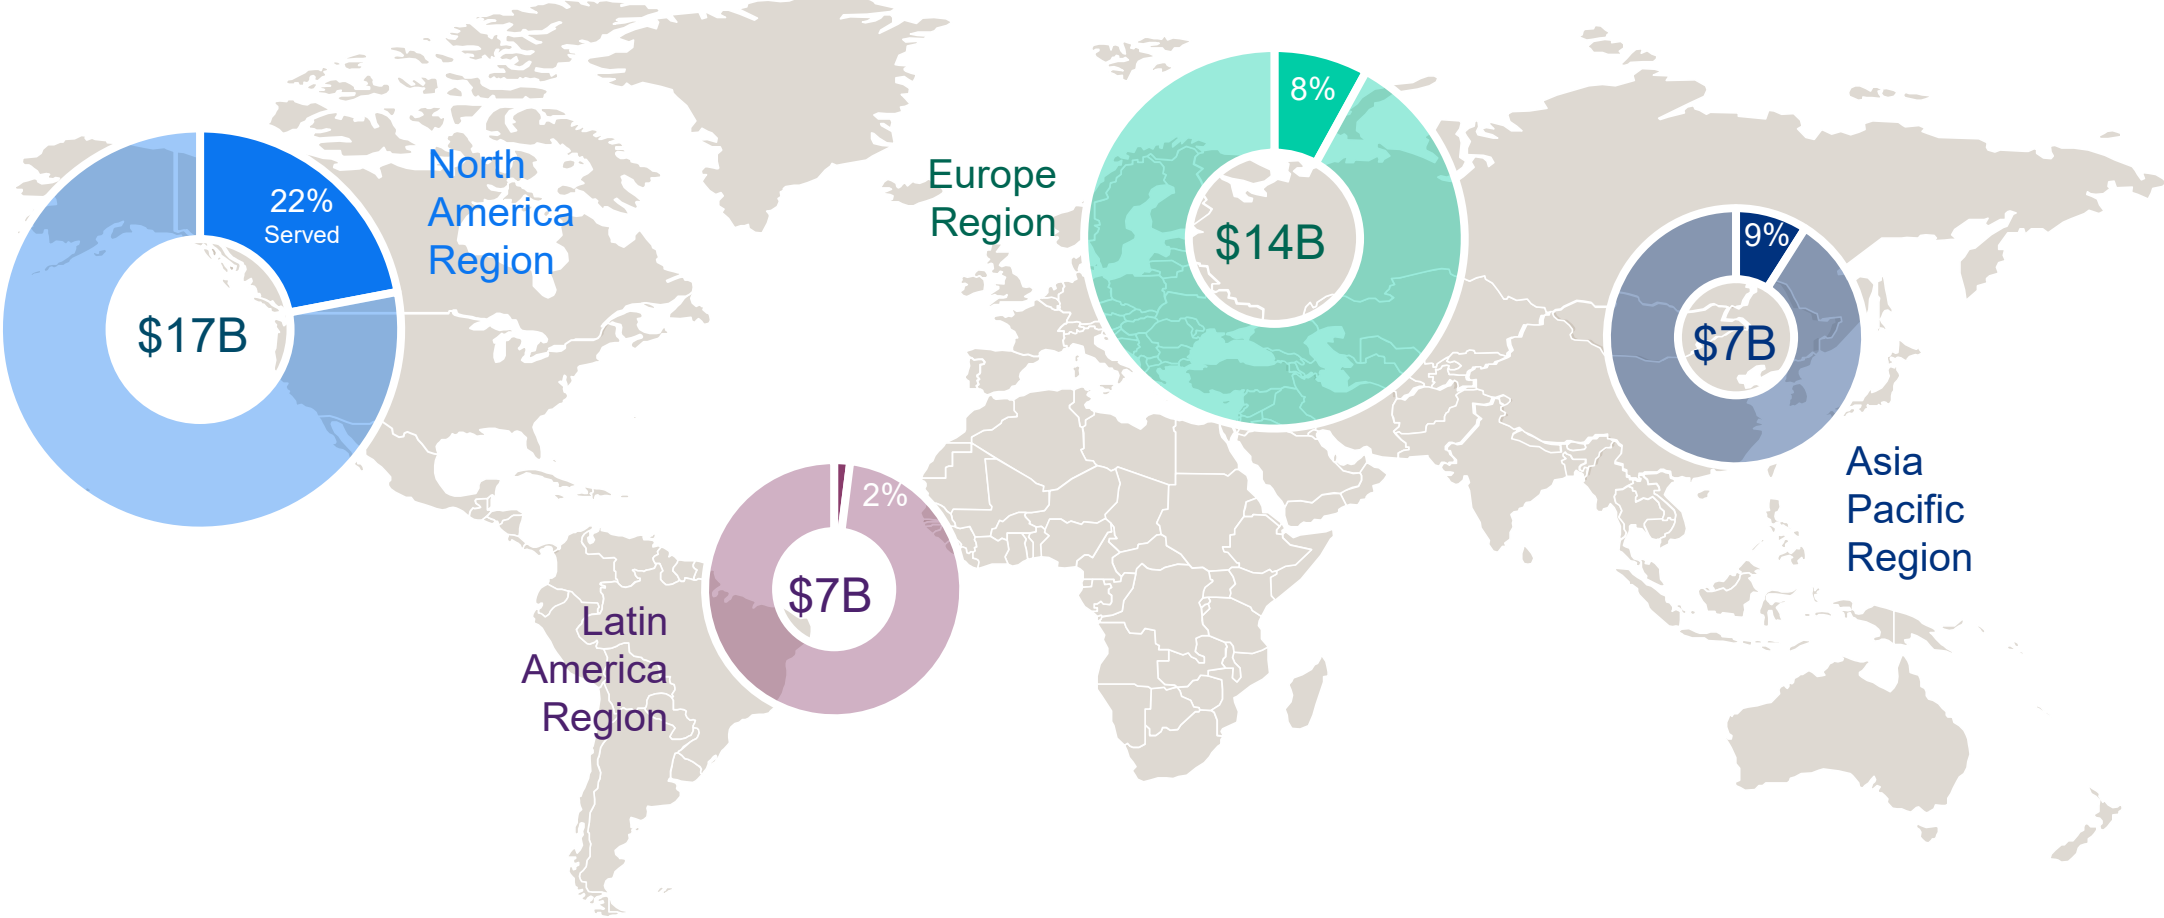 North
America
Region
22%
Served
$17B
Europe
Region
8%
$14B
9%
$7B
Asia
Pacific
Region
2%
$7B
Latin
America
Region